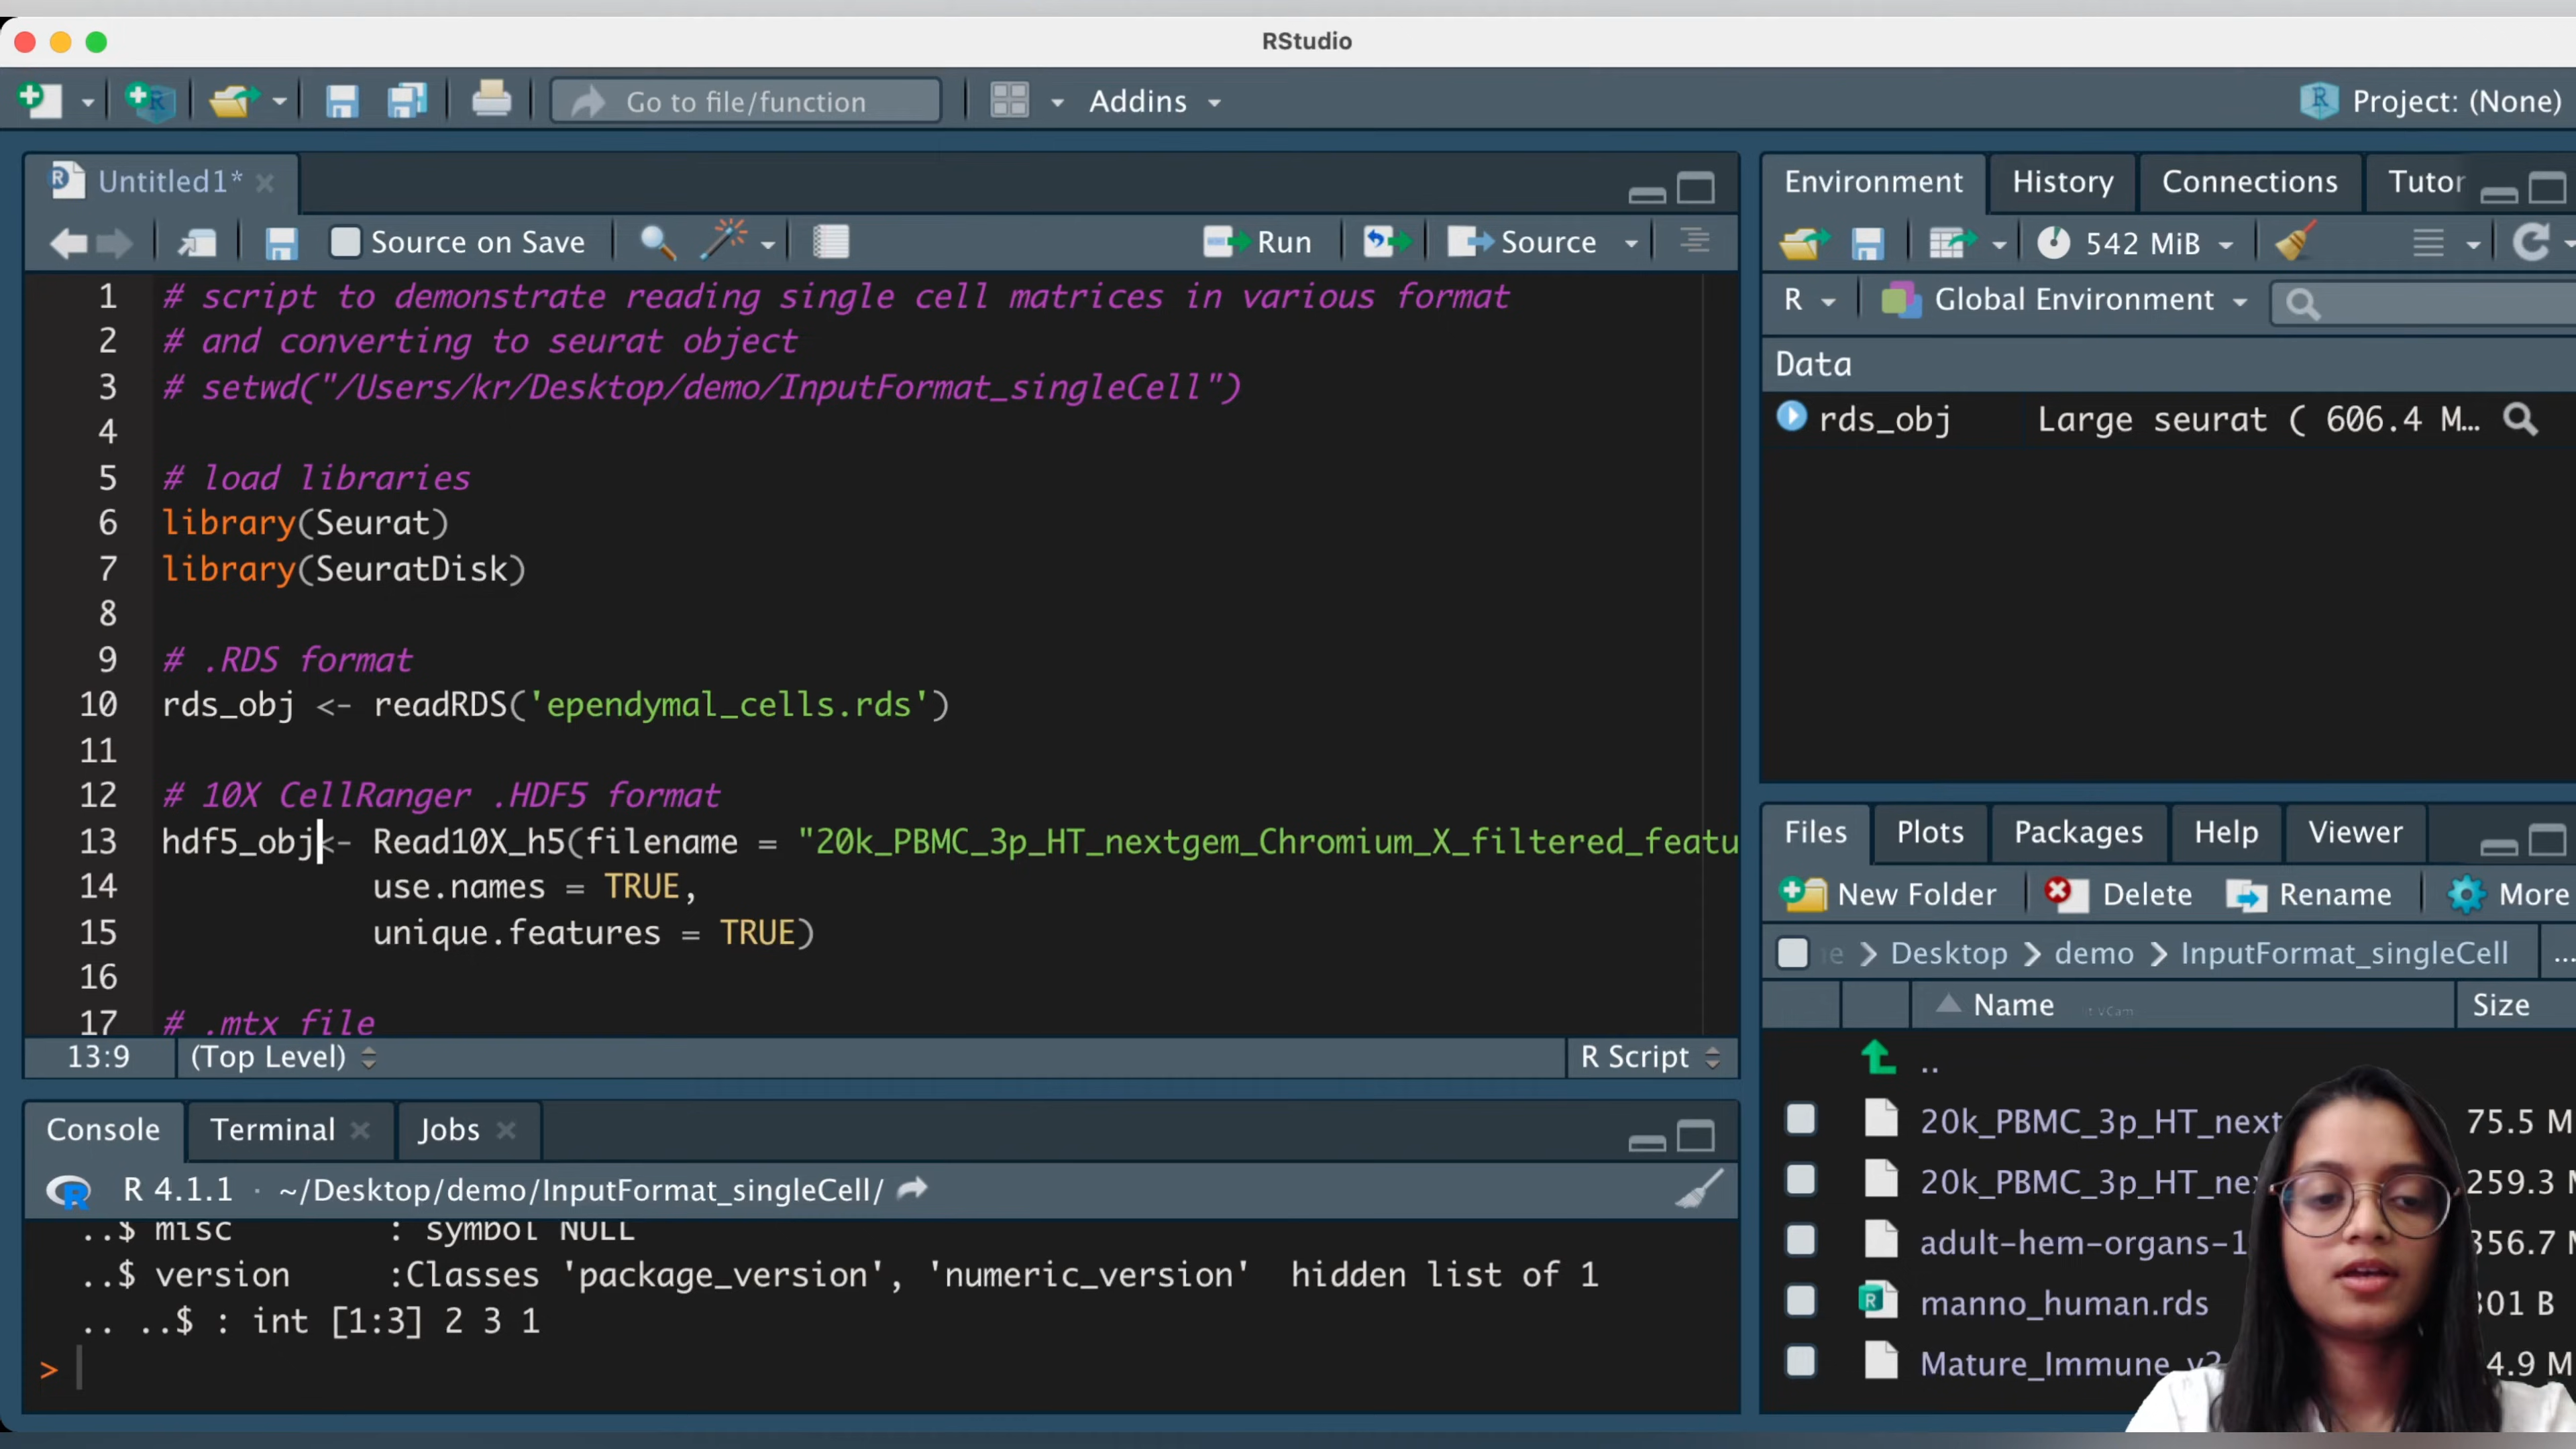 RStudio
Go to file/function
Addins
Project: (None)
Untitled1*
Source on Save
Run
Source
1 # script to demonstrate reading single cell matrices in various format
2 # and converting to seurat object
3 # setwd("/Users/kr/Desktop/demo/InputFormat_singleCell")
4
5 # load libraries
6 library(Seurat)
7 library(SeuratDisk)
8
9 # .RDS format
10 rds_obj <- readRDS('ependymal_cells.rds')
11
12 # 10X CellRanger .HDF5 format
13 hdf5_obj <- Read10X_h5(filename = "20k_PBMC_3p_HT_nextgem_Chromium_X_filtered_featu
14 use.names = TRUE,
15 unique.features = TRUE)
16
17 # .mtx file
13:9 (Top Level) R Script
Console Terminal Jobs
R 4.1.1 · ~/Desktop/demo/InputFormat_singleCell/
..$ misc : symbol NULL
..$ version :Classes 'package_version', 'numeric_version' hidden list of 1
.. ..$ : int [1:3] 2 3 1
>
Environment History Connections Tutor
542 MiB
R Global Environment
Data
rds_obj Large seurat ( 606.4 M…
Files Plots Packages Help Viewer
New Folder Delete Rename More
Desktop demo InputFormat_singleCell ...
Name Size
..
20k_PBMC_3p_HT_next 75.5 M
20k_PBMC_3p_HT_ne 259.3
adult-hem-organs-1 356.7 M
manno_human.rds 301 B
Mature_Immune_v2 4.9 M